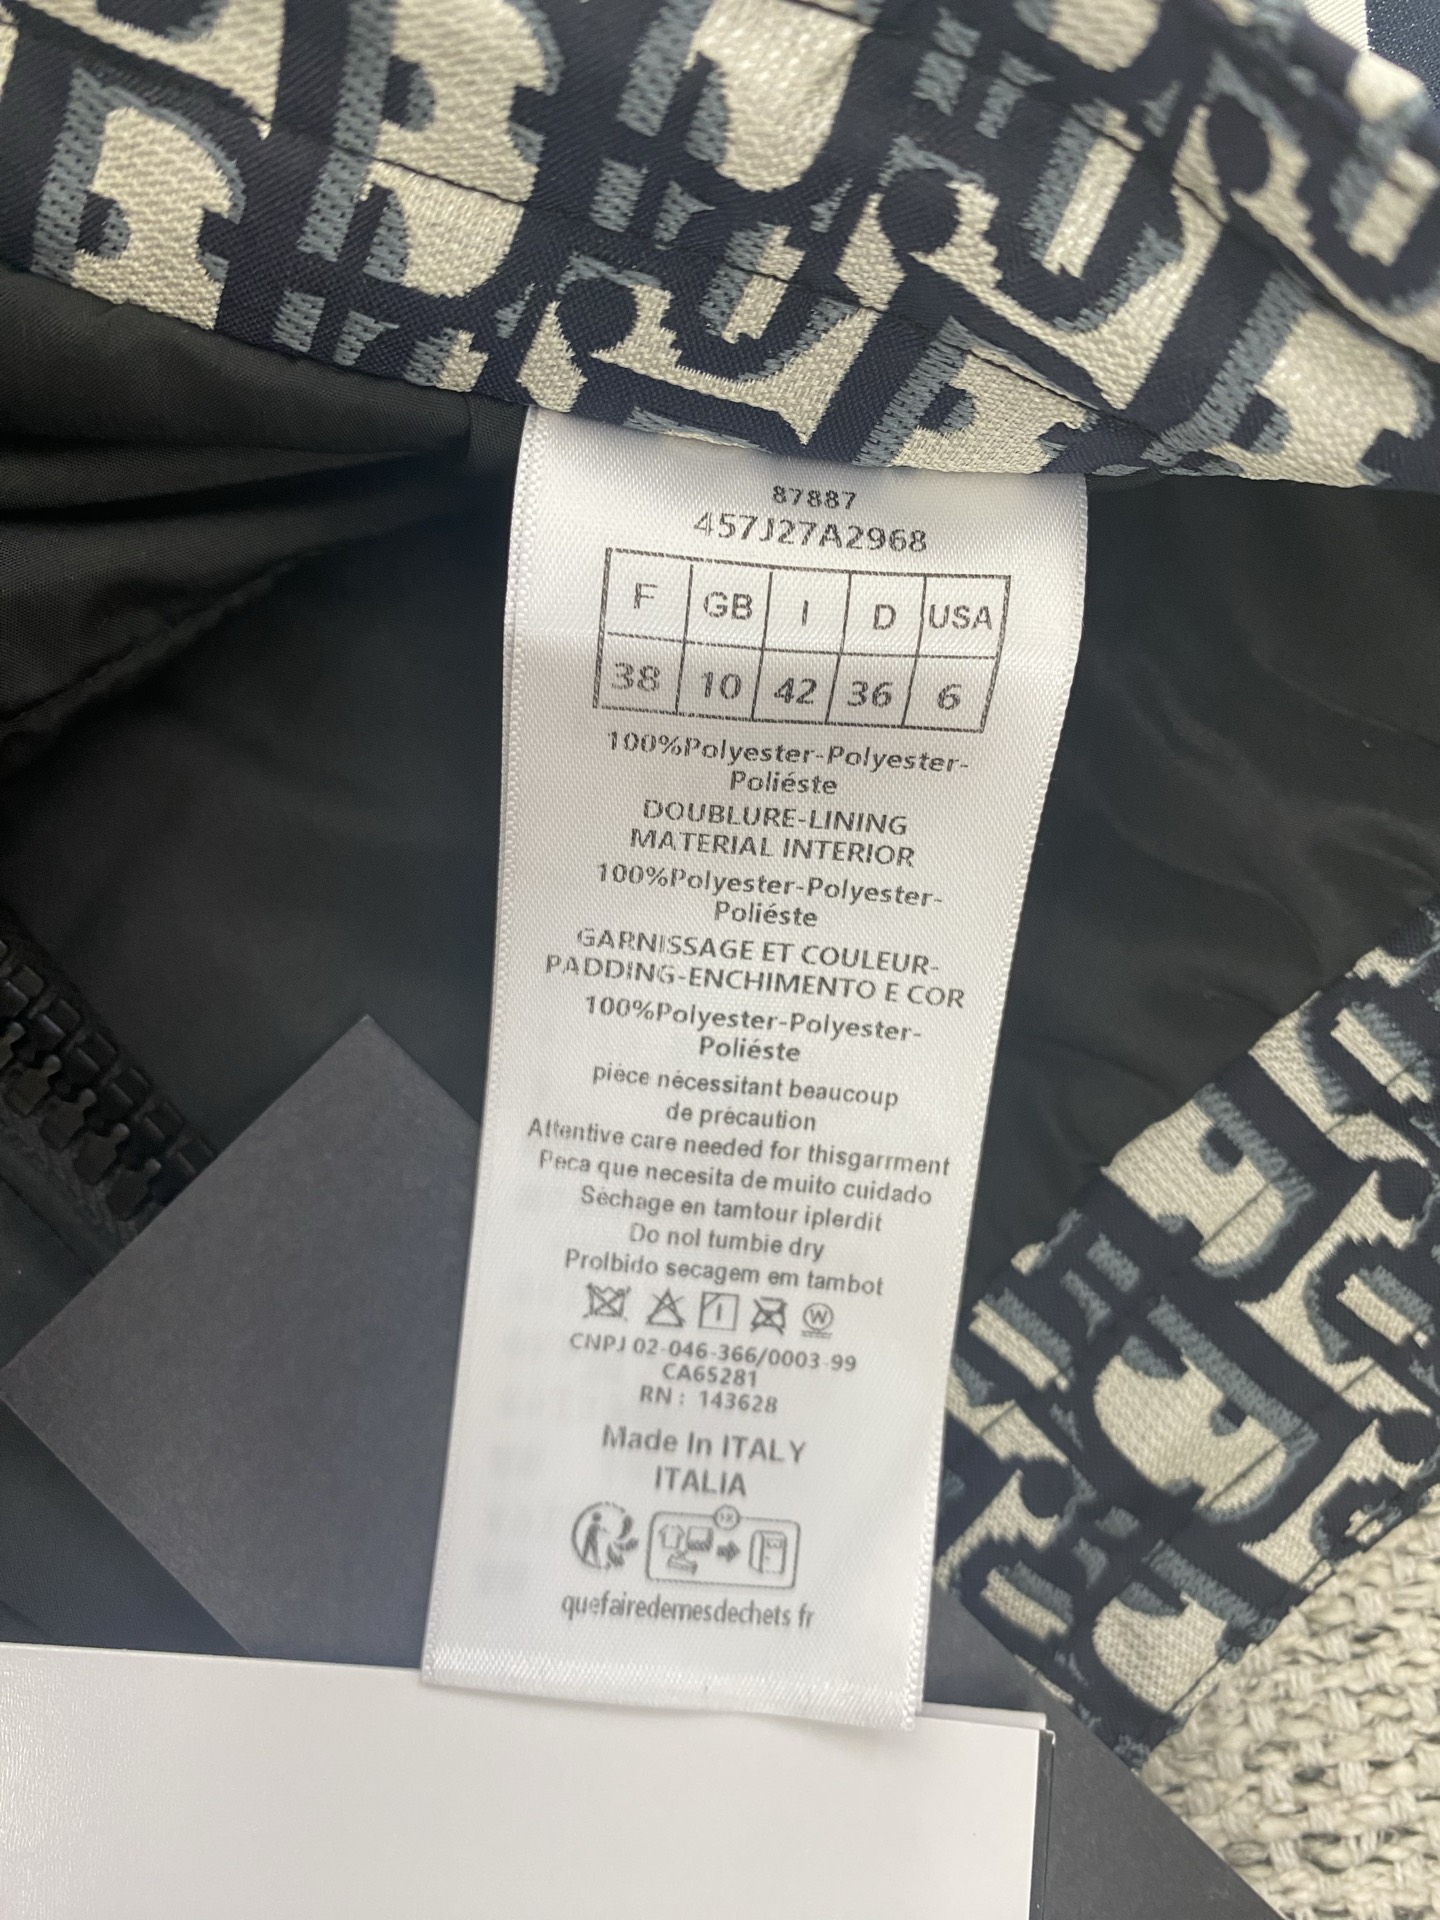 87887
457J27A2968
F GB I D USA
38 10 42 36 6
100%Polyester-Polyester-
Poliéste
DOUBLURE-LINING
MATERIAL INTERIOR
100%Polyester-Polyester-
Poliéste
GARNISSAGE ET COULEUR-
PADDING-ENCHIMENTO E COR
100%Polyester-Polyester-
Poliéste
pièce nécessitant beaucoup
de précaution
Attentive care needed for thisgarrment
Peca que necesita de muito cuidado
Séchage en tamtour iplerdit
Do nol tumbie dry
Prolbido secagem em tambot
W
CNPJ 02-046-366/0003-99
CA65281
RN : 143628
Made In ITALY
ITALIA
quefairedemesdechets fr